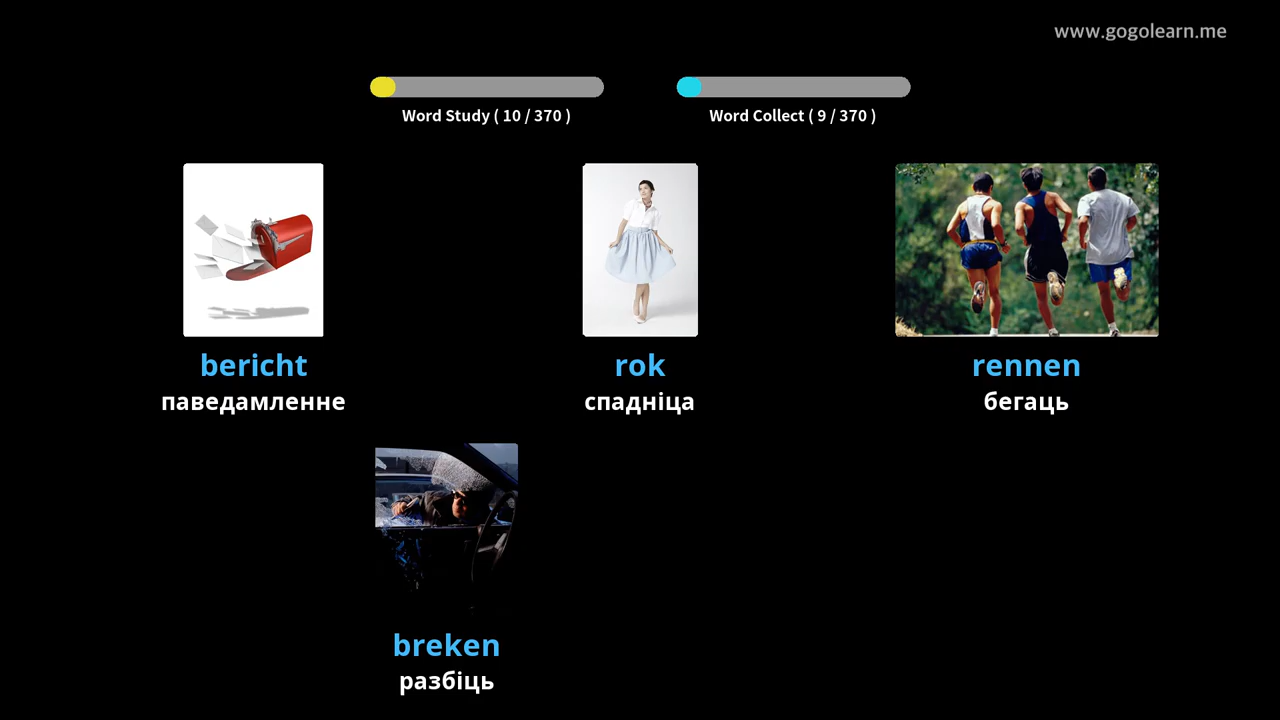 www.gogolearn.me
Word Study ( 10 / 370 )
Word Collect ( 9 / 370 )
bericht
паведамленне
rok
спадніца
rennen
бегаць
breken
разбіць